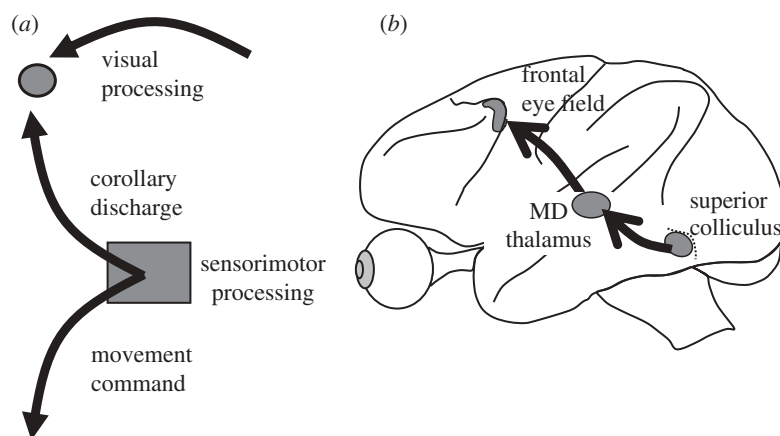 (a)
visual
processing
corollary
discharge
sensorimotor
processing
movement
command
(b)
frontal
eye field
MD
thalamus
superior
colliculus